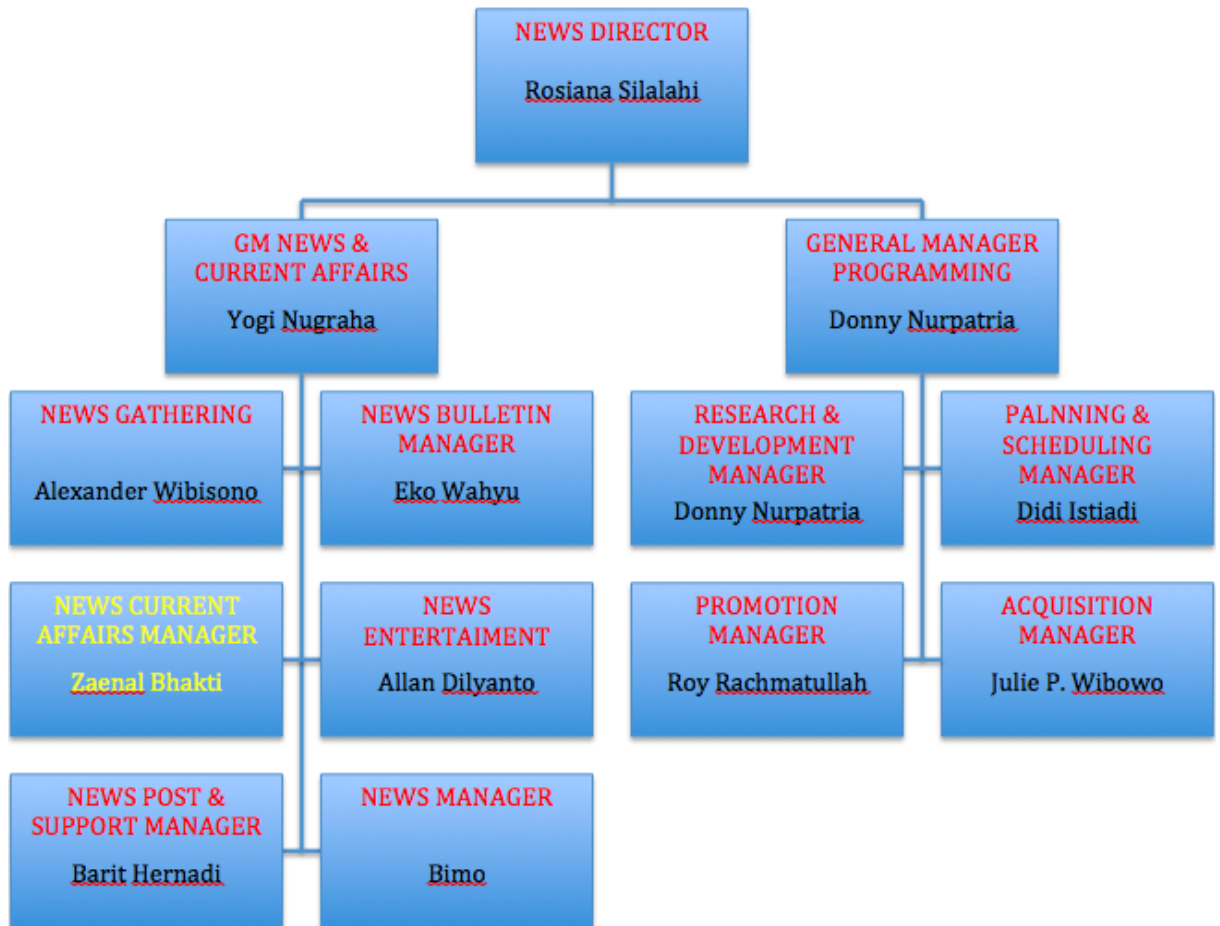 NEWS DIRECTOR
Rosiana Silalahi
GM NEWS &
CURRENT AFFAIRS
Yogi Nugraha
GENERAL MANAGER
PROGRAMMING
Donny Nurpatria
NEWS GATHERING
Alexander Wibisono
NEWS BULLETIN
MANAGER
Eko Wahyu
RESEARCH &
DEVELOPMENT
MANAGER
Donny Nurpatria
PALNNING &
SCHEDULING
MANAGER
Didi Istiadi
NEWS CURRENT
AFFAIRS MANAGER
Zaenal Bhakti
NEWS
ENTERTAIMENT
Allan Dilyanto
PROMOTION
MANAGER
Roy Rachmatullah
ACQUISITION
MANAGER
Julie P. Wibowo
NEWS POST &
SUPPORT MANAGER
Barit Hernadi
NEWS MANAGER
Bimo